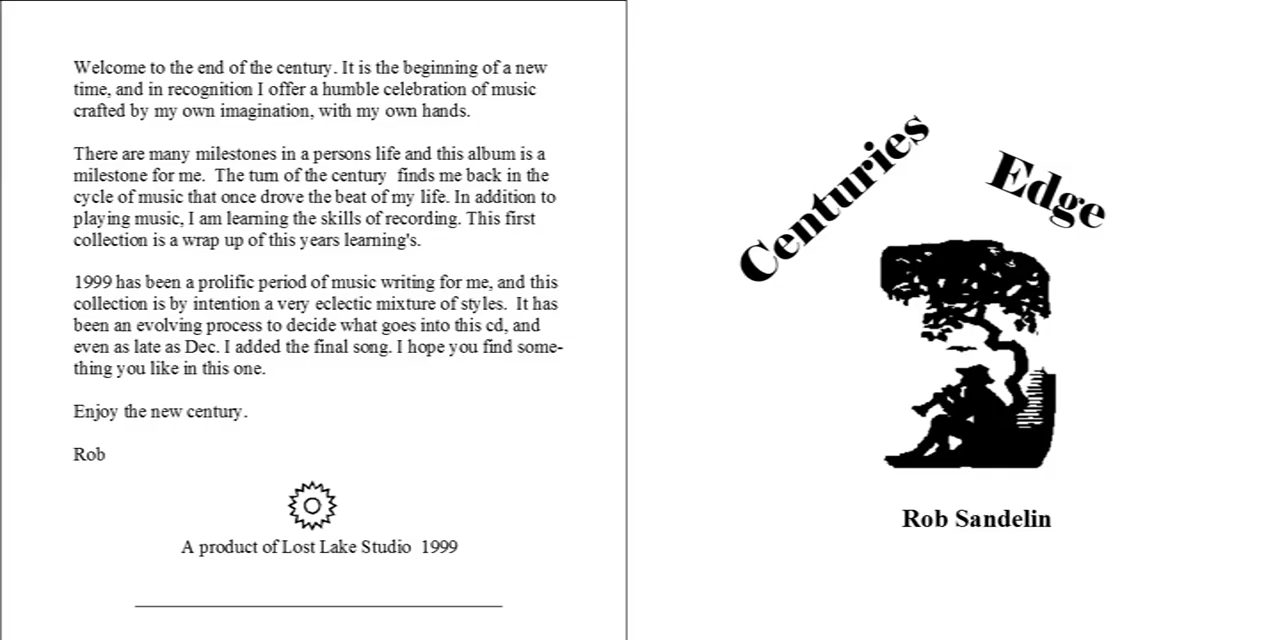 Welcome to the end of the century. It is the beginning of a new
time, and in recognition I offer a humble celebration of music
crafted by my own imagination, with my own hands.
There are many milestones in a persons life and this album is a
milestone for me.  The turn of the century  finds me back in the
cycle of music that once drove the beat of my life. In addition to
playing music, I am learning the skills of recording. This first
collection is a wrap up of this years learning's.
1999 has been a prolific period of music writing for me, and this
collection is by intention a very eclectic mixture of styles.  It has
been an evolving process to decide what goes into this cd, and
even as late as Dec. I added the final song. I hope you find some-
thing you like in this one.
Enjoy the new century.
Rob
A product of Lost Lake Studio  1999
Centuries
Edge
Rob Sandelin